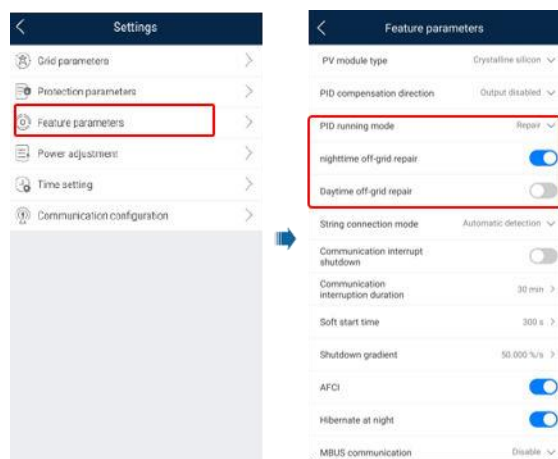 Settings
Grid parameters
Protection parameters
Feature parameters
Power adjustment
Time setting
Communication configuration
Feature parameters
PV module type Crystalline silicon
PID compensation direction Output disabled
PID running mode Repair
nighttime off-grid repair
Daytime off-grid repair
String connection mode Automatic detection
Communication interrupt
shutdown
Communication
interruption duration 30 min
Soft start time 300 s
Shutdown gradient 50.000 %/s
AFCI
Hibernate at night
MBUS communication Disable